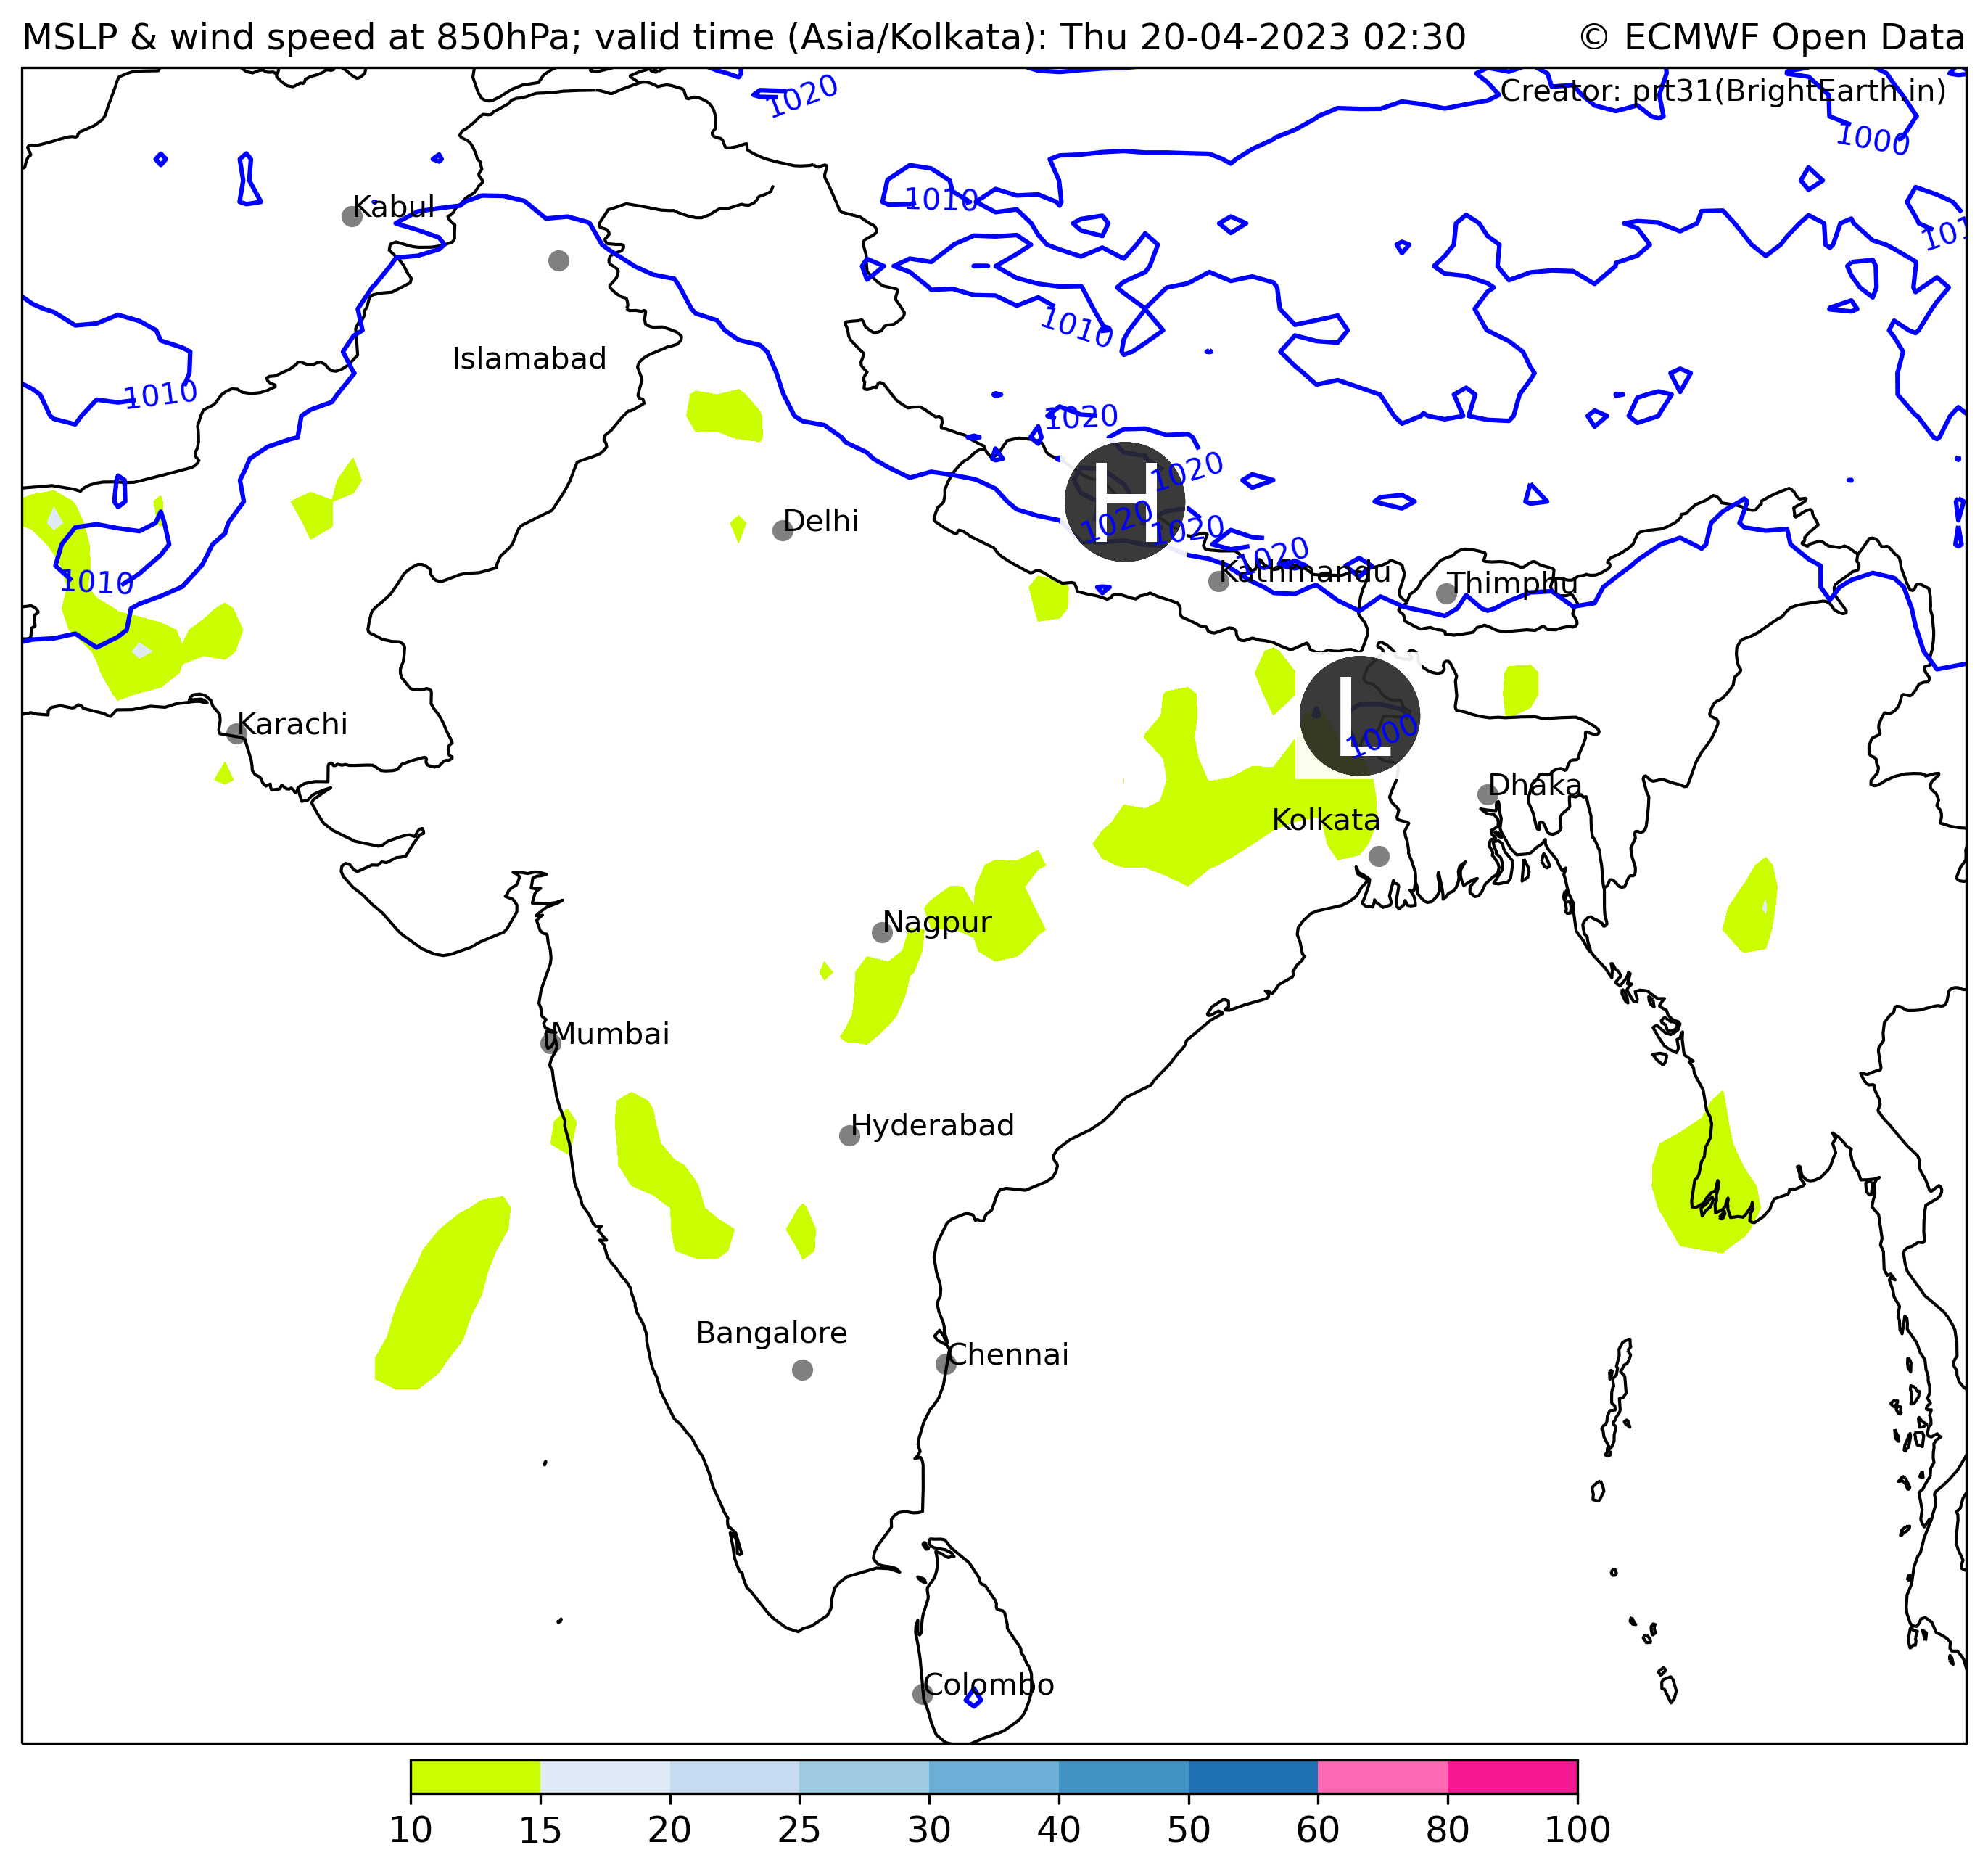 MSLP & wind speed at 850hPa; valid time (Asia/Kolkata): Thu 20-04-2023 02:30
© ECMWF Open Data
Creator: prt31(BrightEarth.in)
1020
1000
1010
Kabul
1010
1010
Islamabad
1010
1020
1020
H
Delhi
1020
1020
1020
1010
Kathmandu
Thimphu
Karachi
L
1000
Dhaka
Kolkata
Nagpur
Mumbai
Hyderabad
Bangalore
Chennai
Colombo
10 15 20 25 30 40 50 60 80 100